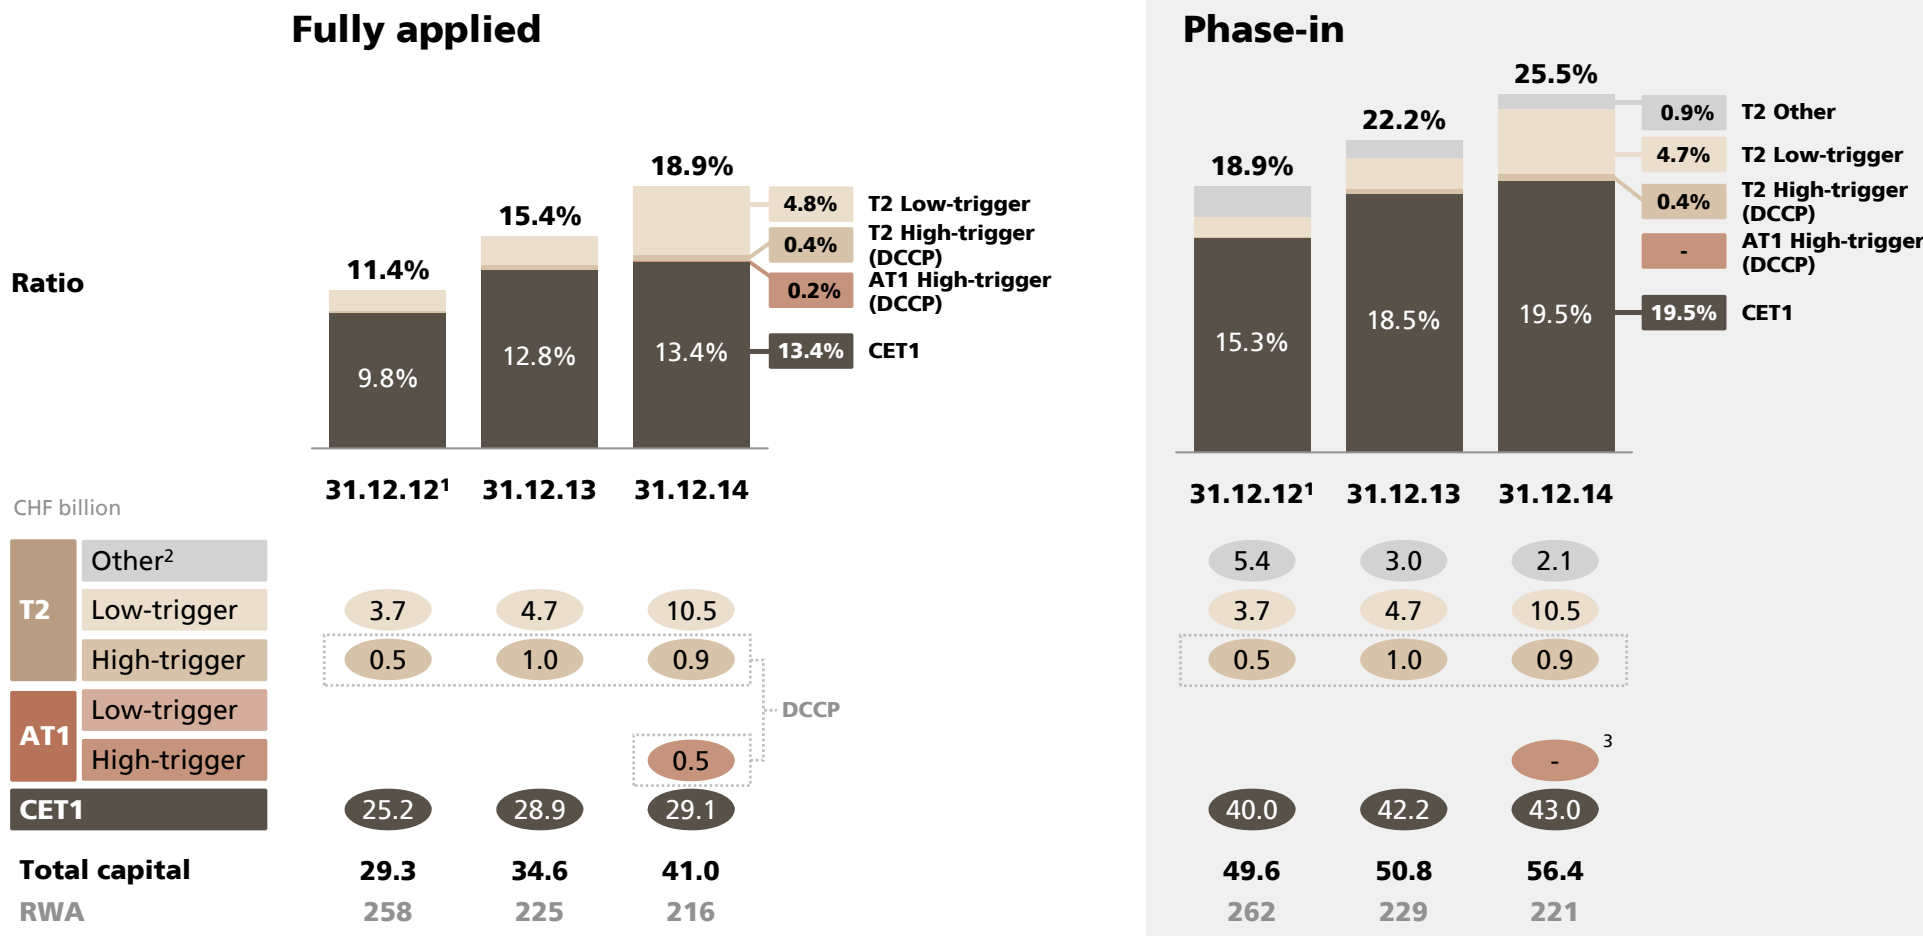 Fully applied
Phase-in
Ratio
11.4%
15.4%
18.9%
9.8%
12.8%
13.4%
4.8% T2 Low-trigger
0.4% T2 High-trigger
(DCCP)
0.2% AT1 High-trigger
(DCCP)
13.4% CET1
31.12.12¹ 31.12.13 31.12.14
18.9%
22.2%
25.5%
15.3%
18.5%
19.5%
0.9% T2 Other
4.7% T2 Low-trigger
0.4% T2 High-trigger
(DCCP)
- AT1 High-trigger
(DCCP)
19.5% CET1
31.12.12¹ 31.12.13 31.12.14
CHF billion
T2
Other² 5.4 3.0 2.1
Low-trigger 3.7 4.7 10.5 3.7 4.7 10.5
High-trigger 0.5 1.0 0.9 0.5 1.0 0.9
AT1
Low-trigger
DCCP
High-trigger 0.5 - ³
CET1 25.2 28.9 29.1 40.0 42.2 43.0
Total capital 29.3 34.6 41.0 49.6 50.8 56.4
RWA 258 225 216 262 229 221